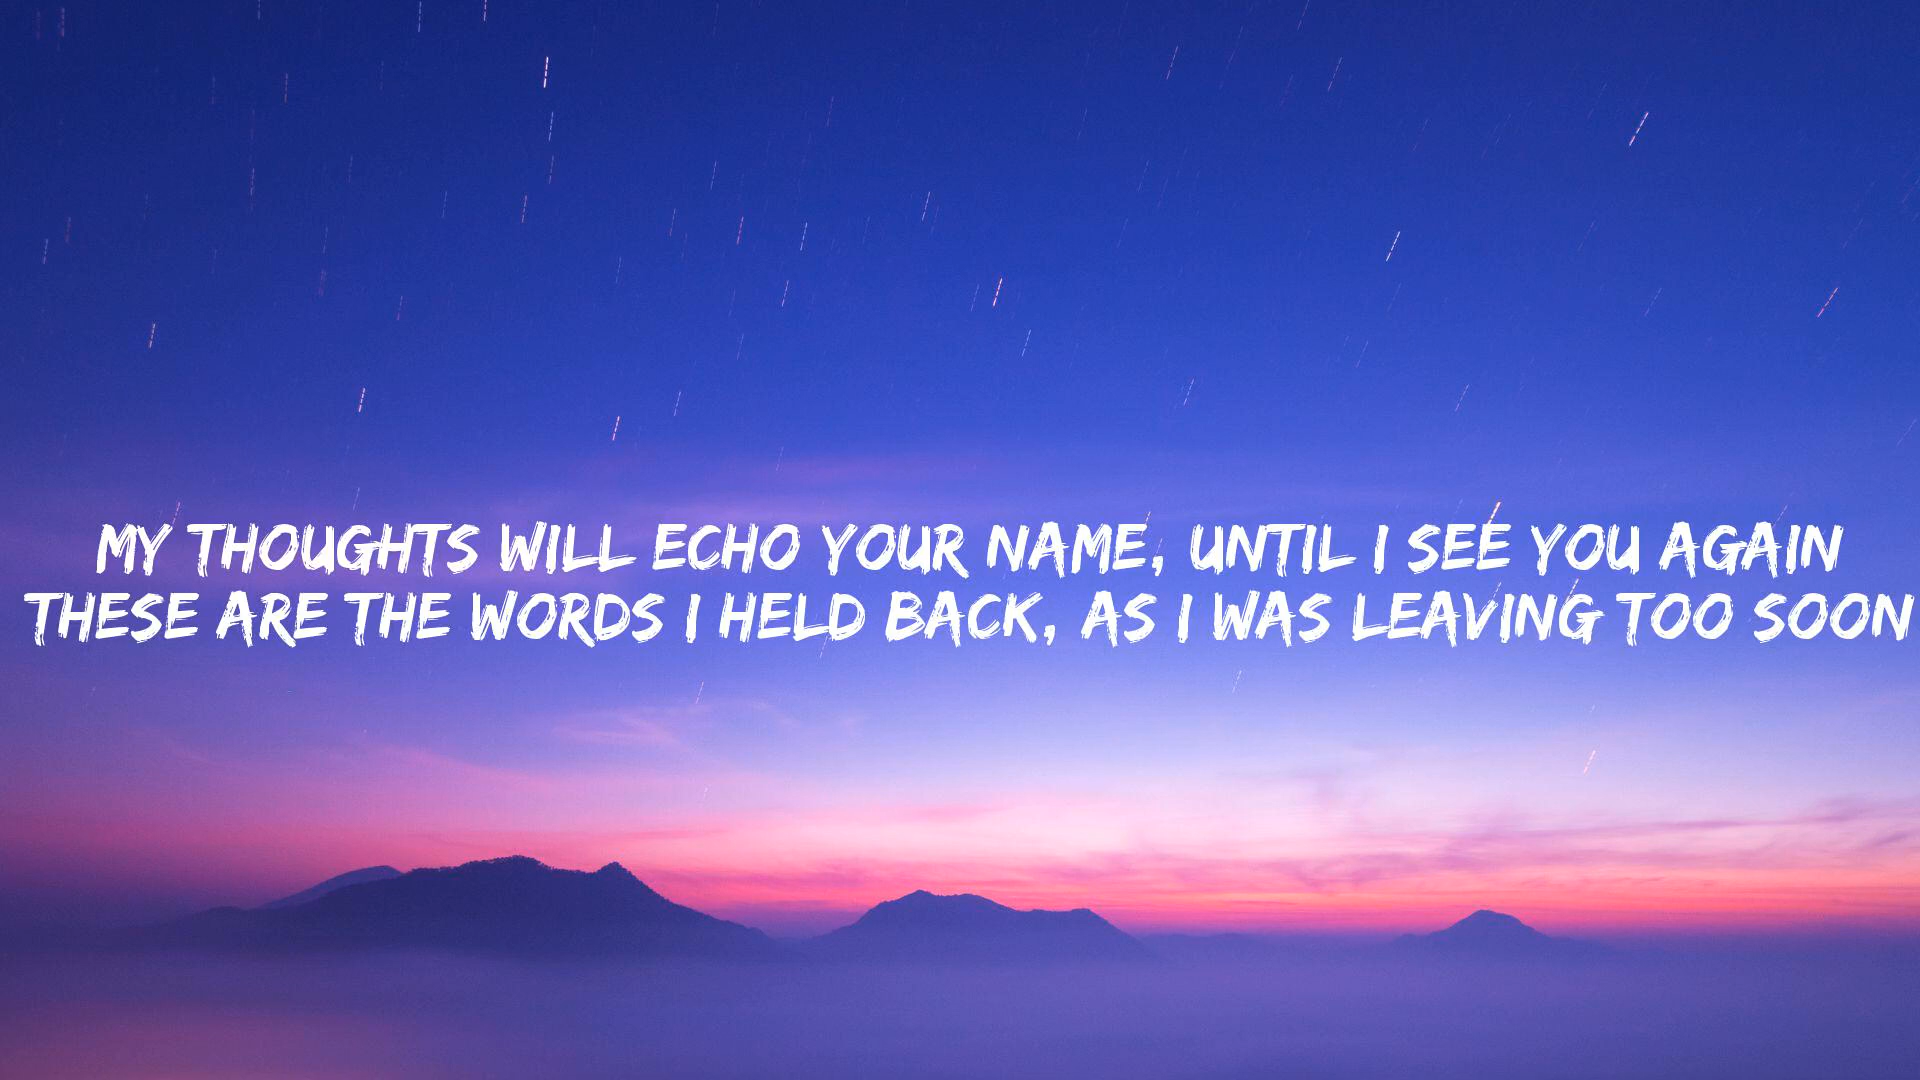 MY THOUGHTS WILL ECHO YOUR NAME, UNTIL I SEE YOU AGAIN
THESE ARE THE WORDS I HELD BACK, AS I WAS LEAVING TOO SOON